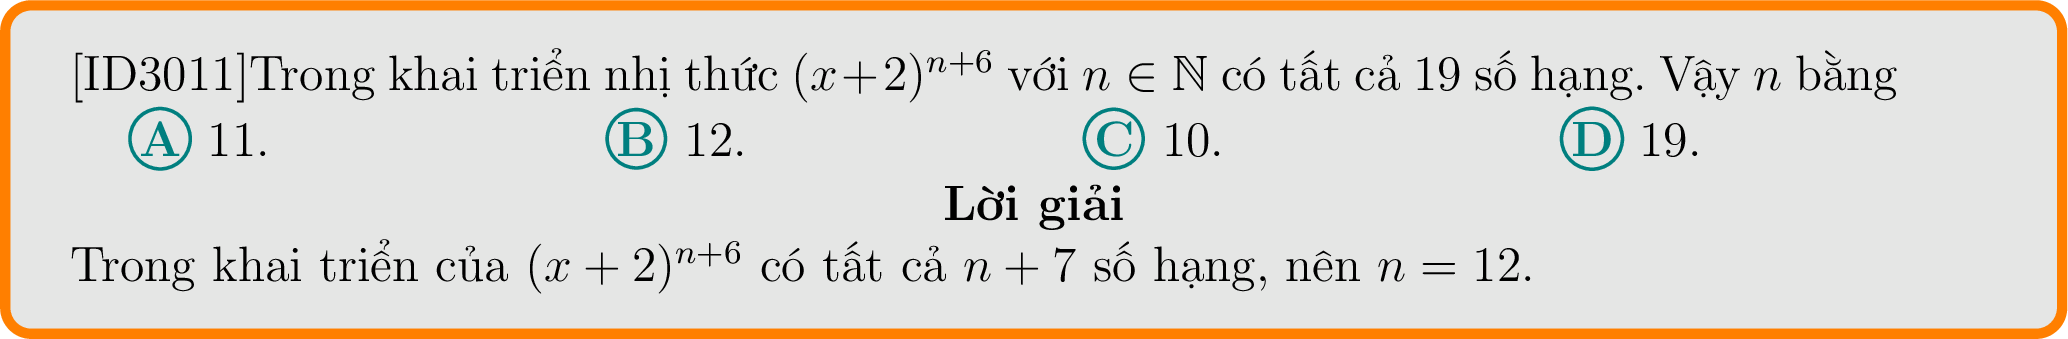 [ID3011]Trong khai triển nhị thức $(x+2)^{n+6}$ với $n \in \mathbb{N}$ có tất cả 19 số hạng. Vậy $n$ bằng
Ⓐ 11. Ⓑ 12. Ⓒ 10. Ⓓ 19.
Lời giải
Trong khai triển của $(x+2)^{n+6}$ có tất cả $n+7$ số hạng, nên $n=12$.